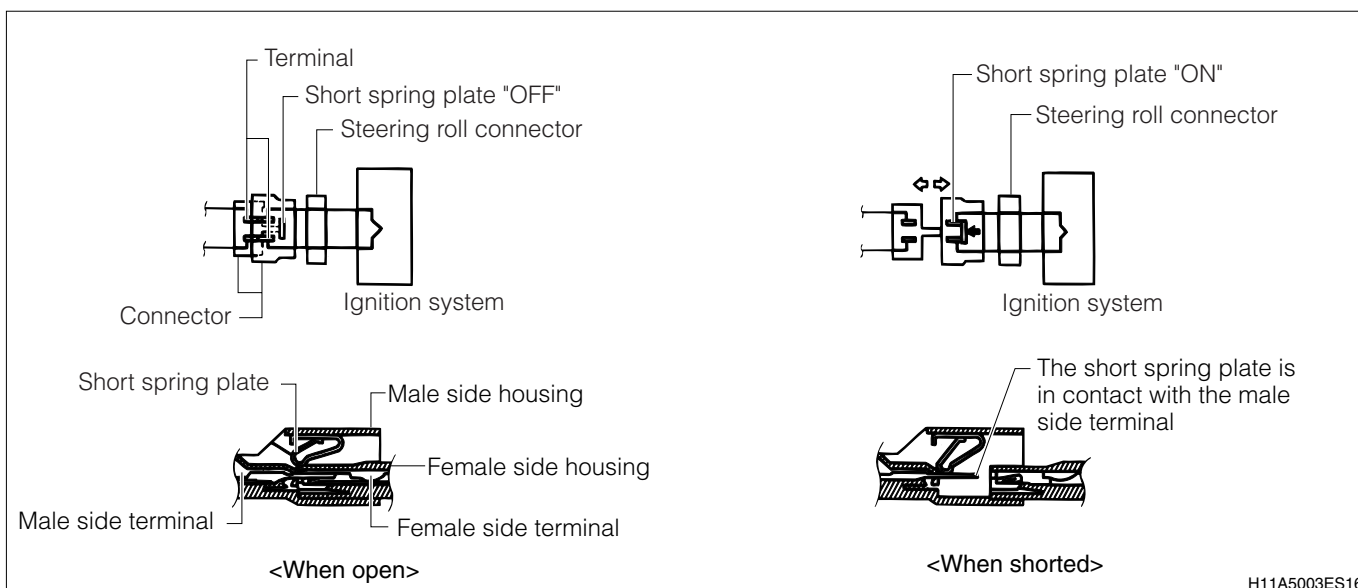 Terminal
Short spring plate "OFF"
Steering roll connector
Ignition system
Connector
Short spring plate
Male side housing
Female side housing
Male side terminal
Female side terminal
<When open>
Short spring plate "ON"
Steering roll connector
Ignition system
The short spring plate is
in contact with the male
side terminal
<When shorted>
H11A5003ES16